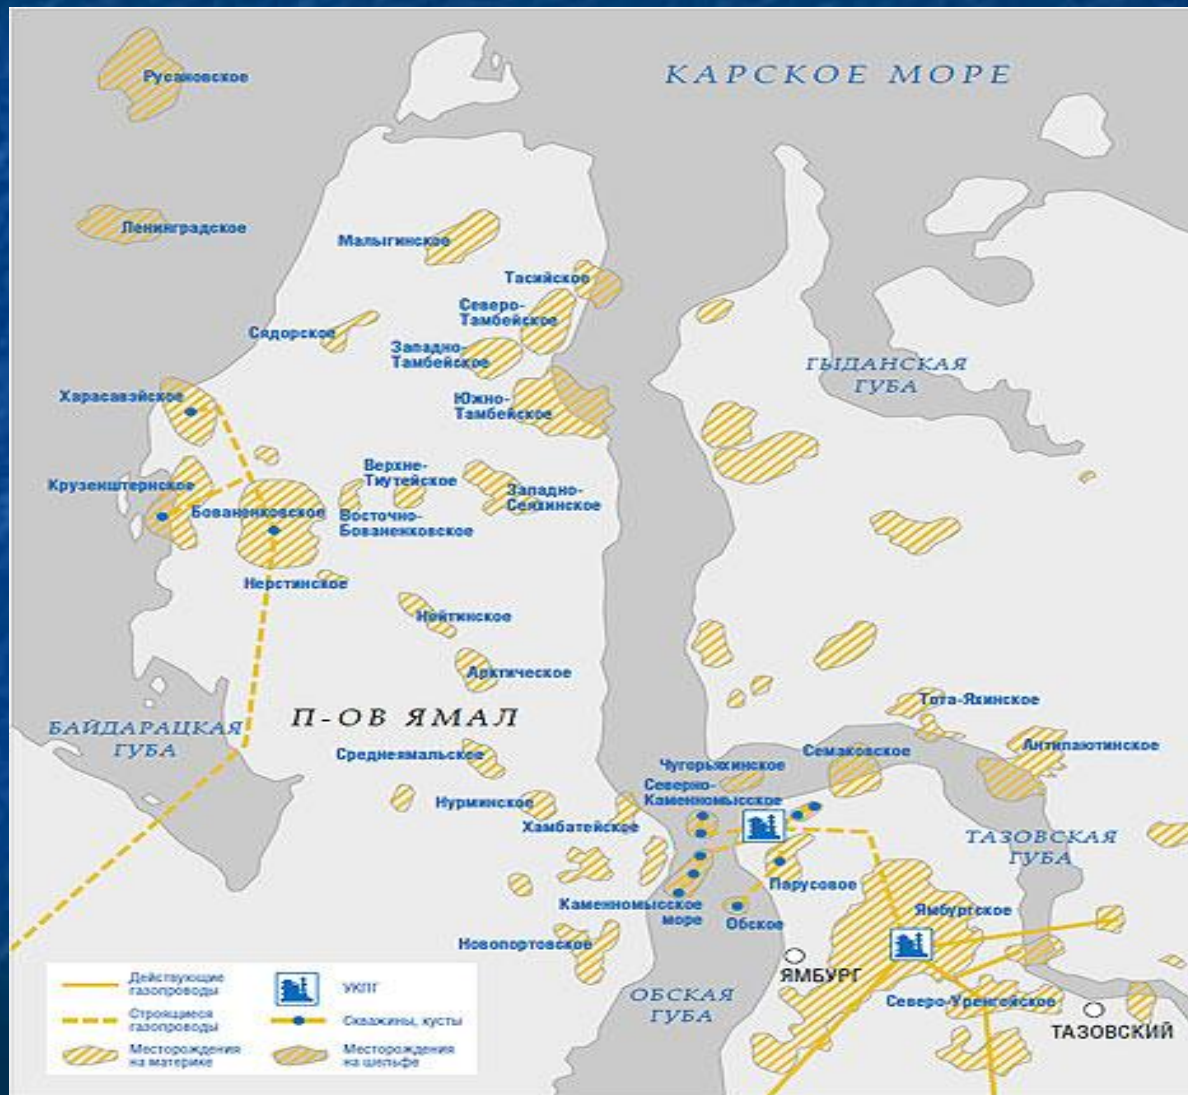 КАРСКОЕ МОРЕ
Русановское
Ленинградское
Малыгинское
Тасийское
Северо-
Тамбейское
Сядорское
Западно-
Тамбейское
ГЫДАНСКАЯ
ГУБА
Харасавэйское
Южно-
Тамбейское
Верхне-
Тиутейское
Крузенштернское
Западно-
Сеяхинское
Бованенковское
Восточно-
Бованенковское
Нерстинское
Нейтинское
Арктическое
П-ОВ ЯМАЛ
БАЙДАРАЦКАЯ
ГУБА
Тота-Яхинское
Среднеямальское
Семаковское
Антипаютинское
Чугорьяхинское
Северно-
Каменномысское
Нурминское
Хамбатейское
ТАЗОВСКАЯ
ГУБА
Парусовое
Каменномысское
море
Обское
Ямбургское
Новопортовское
ЯМБУРГ
ОБСКАЯ
ГУБА
Северо-Уренгойское
ТАЗОВСКИЙ
Действующие
газопроводы
УКПГ
Строящиеся
газопроводы
Скважины, кусты
Месторождения
на материке
Месторождения
на шельфе